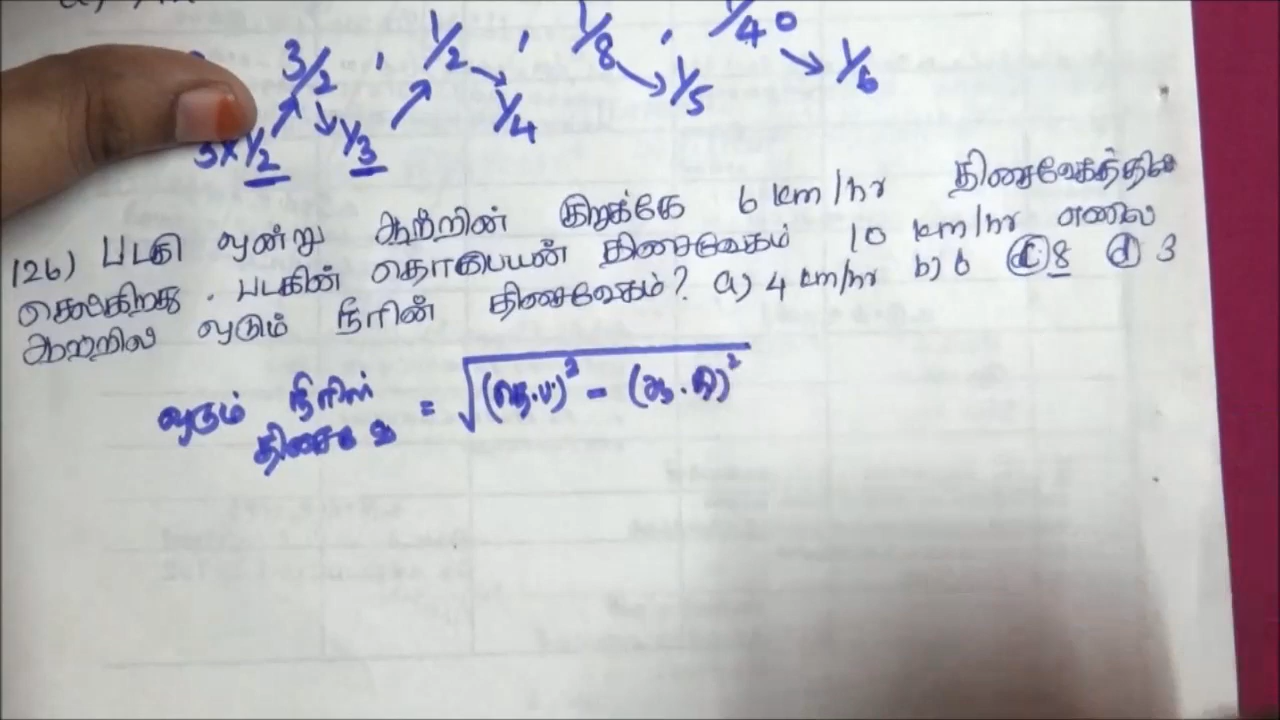 3/2 , 1/2 , 1/8 , 1/40
3×1/2 1/3 1/4 1/5 1/6
126) படகு ஒன்று ஆற்றின் கிழக்கே 6 km/hr திசைவேகத்தில்
செல்கிறது . படகின் தொபயன் திசைவேகம் 10 km/hr எனில்
ஆற்றில் ஓடும் நீரின் திசைவேகம்? a) 4 km/hr b) 6 c) 8 d) 3
ஓடும் நீரின் = √(தொ.ப)² - (ஆ.தி)²